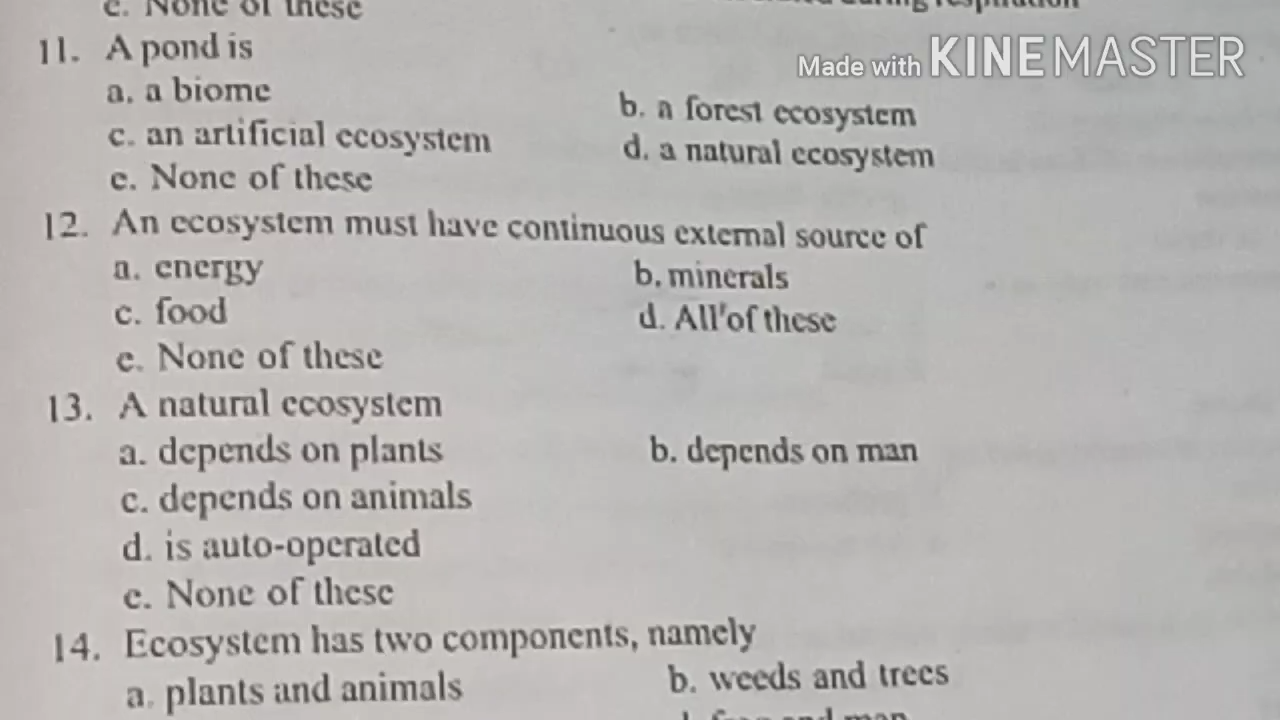 e. None of these
11. A pond is
Made with KINEMASTER
a. a biome
b. a forest ecosystem
c. an artificial ecosystem
d. a natural ecosystem
e. None of these
12. An ecosystem must have continuous external source of
a. energy
b. minerals
c. food
d. All of these
e. None of these
13. A natural ecosystem
a. depends on plants
b. depends on man
c. depends on animals
d. is auto-operated
e. None of these
14. Ecosystem has two components, namely
a. plants and animals
b. weeds and trees